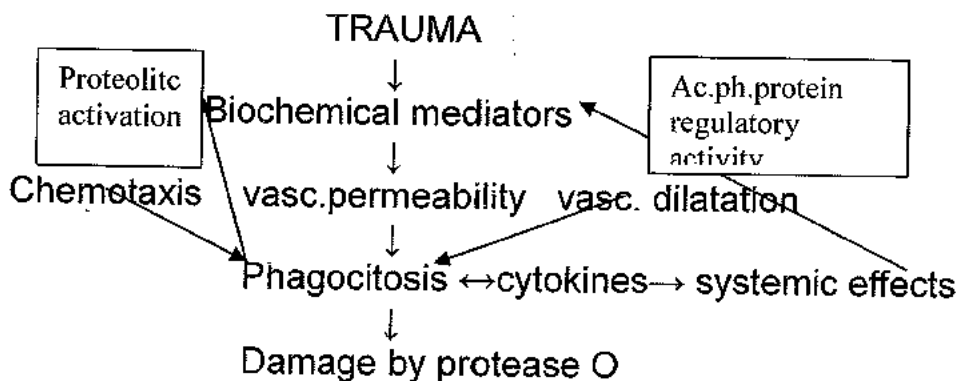 TRAUMA
↓
Proteolitc
activation
Ac.ph.protein
regulatory
activity
Biochemical mediators
↓
Chemotaxis vasc.permeability vasc. dilatation
↓
Phagocitosis ↔cytokines→ systemic effects
↓
Damage by protease O